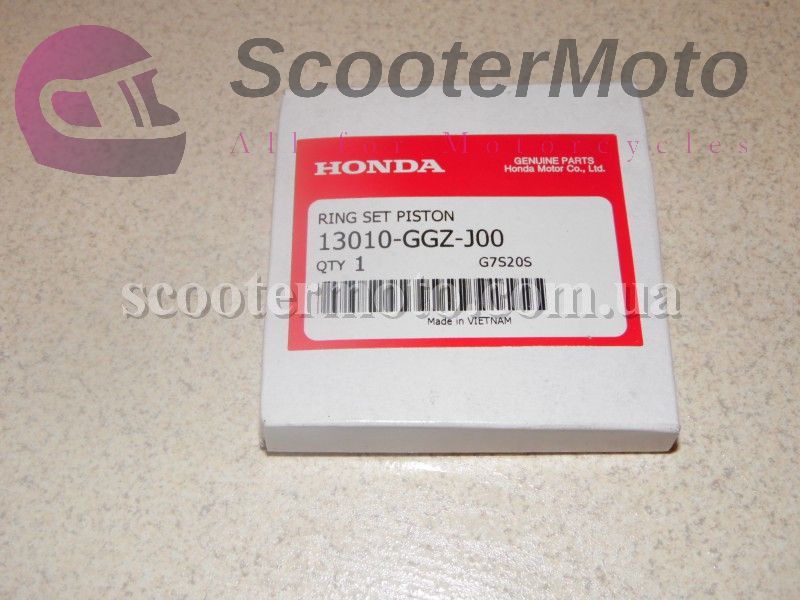 ScooterMoto
All for Motorcycles
HONDA
GENUINE PARTS
Honda Motor Co., Ltd.
RING SET PISTON
13010-GGZ-J00
QTY 1
G7S20S
scootermoto.com.ua
Made in VIETNAM